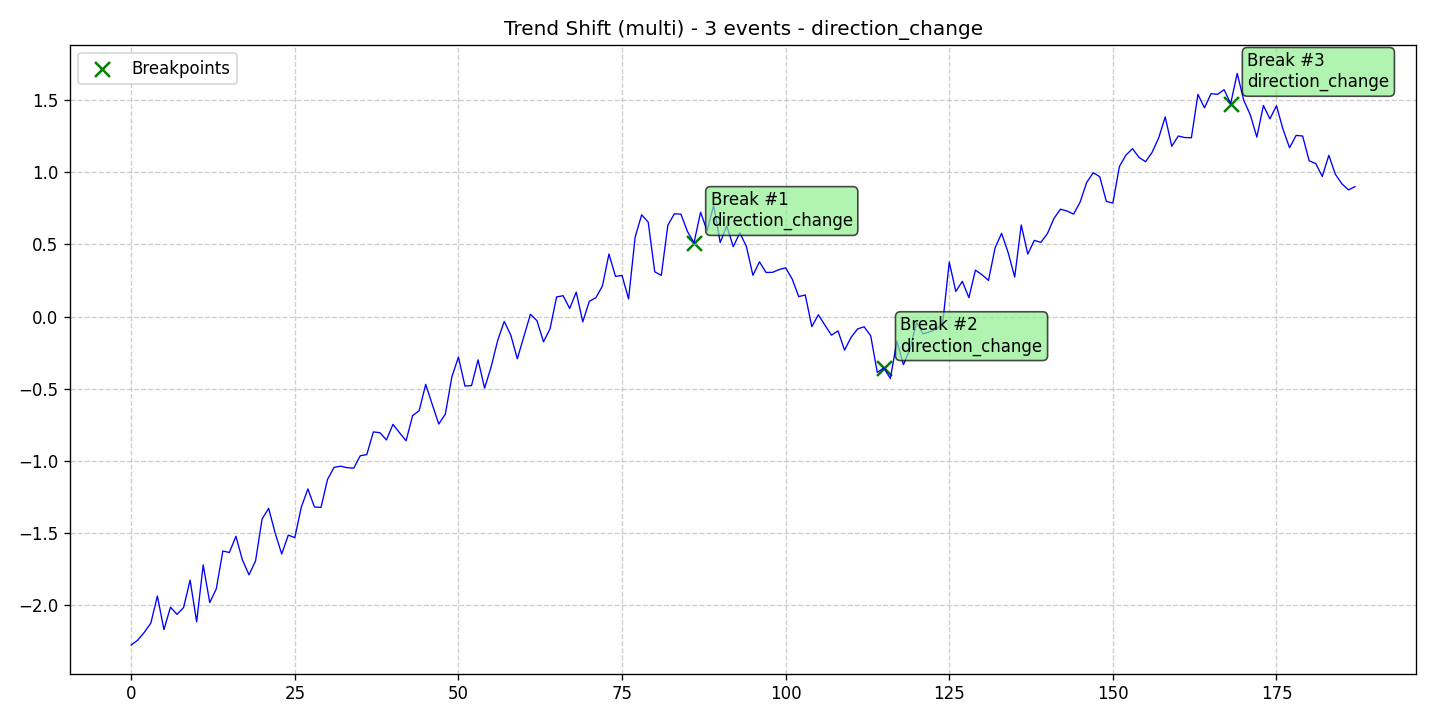 Trend Shift (multi) - 3 events - direction_change
Breakpoints
Break #3
direction_change
Break #1
direction_change
Break #2
direction_change
1.5
1.0
0.5
0.0
−0.5
−1.0
−1.5
−2.0
0 25 50 75 100 125 150 175